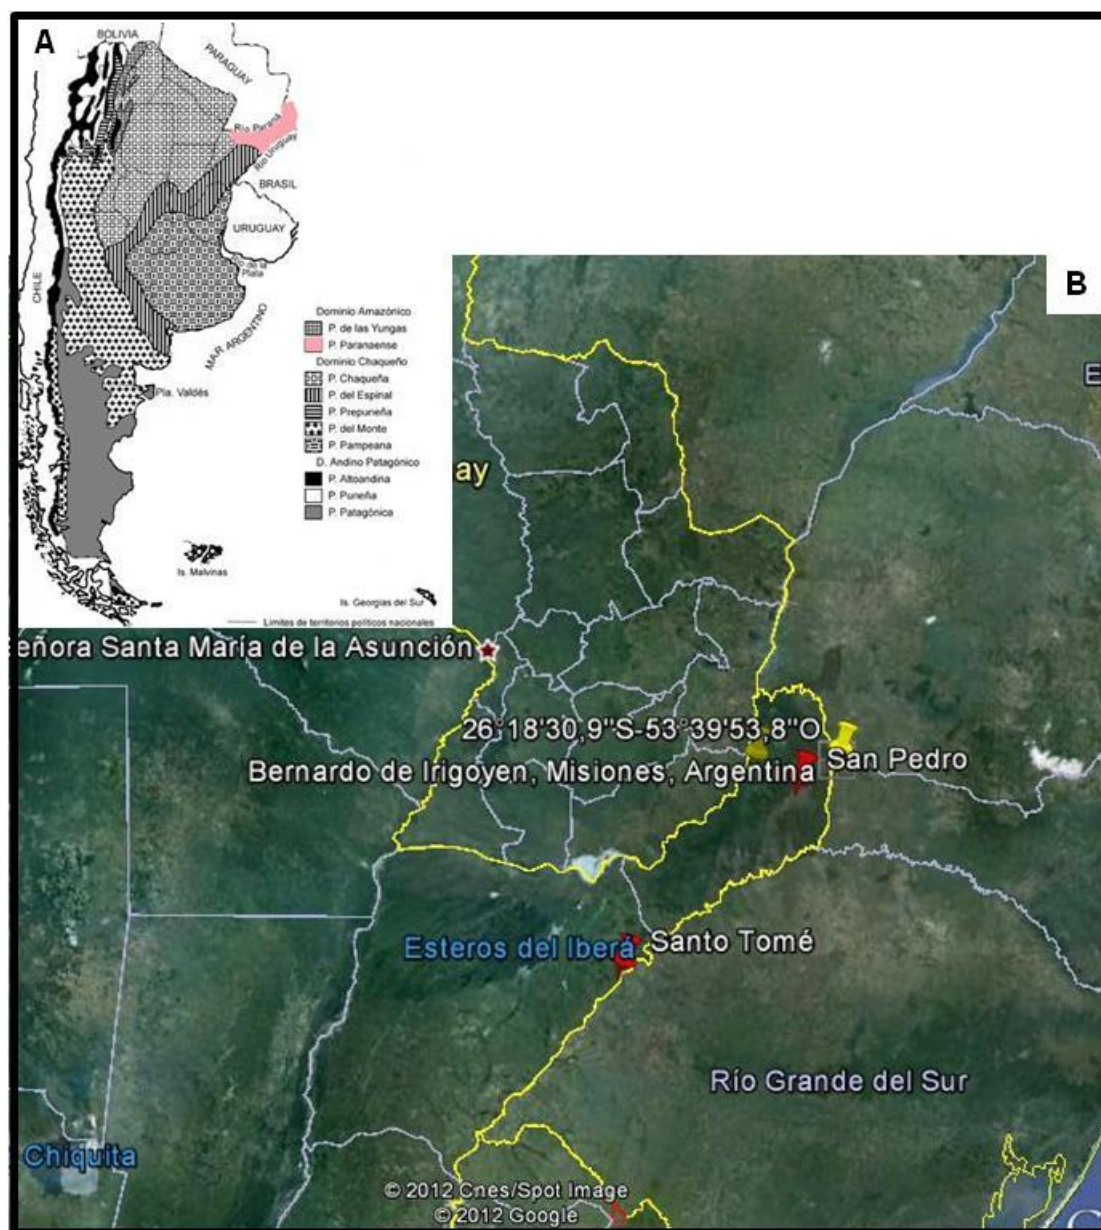 A
BOLIVIA
PARAGUAY
Río Paraná
Río Uruguay
BRASIL
URUGUAY
Plata
CHILE
MAR ARGENTINO
Dominio Amazónico
P. de las Yungas
P. Paranaense
Dominio Chaqueño
P. Chaqueña
P. del Espinal
P. Prepuneña
P. del Monte
P. Pampeana
D. Andino Patagónico
P. Altoandina
P. Puneña
P. Patagónica
Pla. Valdés
Is. Malvinas
Is. Georgias del Sur
Limites de territorios políticos nacionales
B
E
ay
eñora Santa María de la Asunción
26°18'30,9"S-53°39'53,8"O
San Pedro
Bernardo de Irigoyen, Misiones, Argentina
Esteros del Iberá
Santo Tomé
Río Grande del Sur
Chiquita
© 2012 Cnes/Spot Image
© 2012 Google